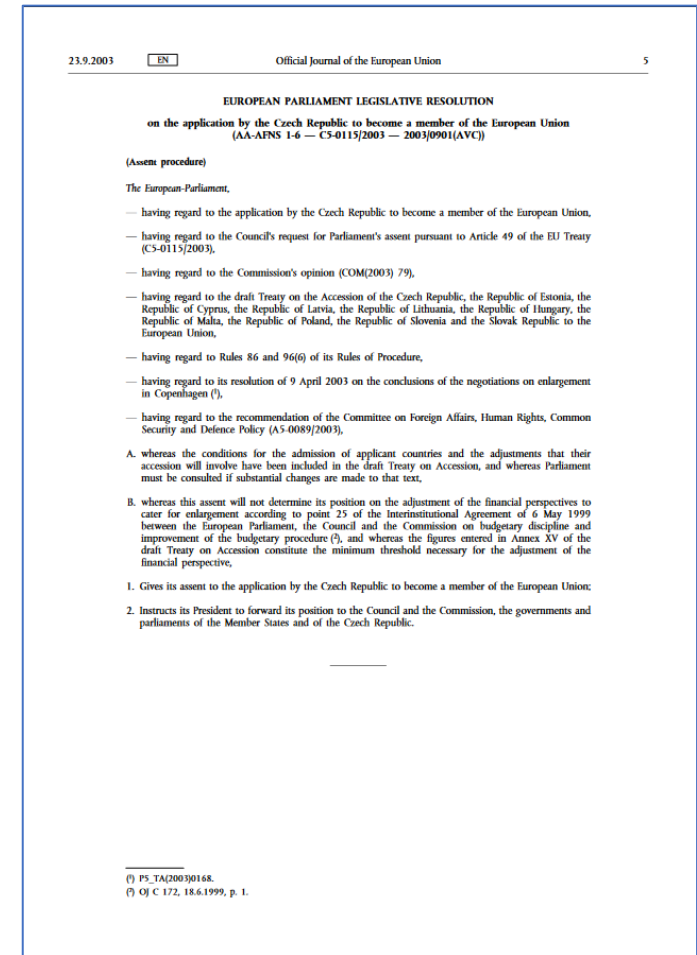 23.9.2003 EN Official Journal of the European Union 5
EUROPEAN PARLIAMENT LEGISLATIVE RESOLUTION
on the application by the Czech Republic to become a member of the European Union
(AA-AFNS 1-6 — C5-0115/2003 — 2003/0901(AVC))
(Assent procedure)
The European-Parliament,
— having regard to the application by the Czech Republic to become a member of the European Union,
— having regard to the Council's request for Parliament's assent pursuant to Article 49 of the EU Treaty
(C5-0115/2003),
— having regard to the Commission's opinion (COM(2003) 79),
— having regard to the draft Treaty on the Accession of the Czech Republic, the Republic of Estonia, the
Republic of Cyprus, the Republic of Latvia, the Republic of Lithuania, the Republic of Hungary, the
Republic of Malta, the Republic of Poland, the Republic of Slovenia and the Slovak Republic to the
European Union,
— having regard to Rules 86 and 96(6) of its Rules of Procedure,
— having regard to its resolution of 9 April 2003 on the conclusions of the negotiations on enlargement
in Copenhagen (¹),
— having regard to the recommendation of the Committee on Foreign Affairs, Human Rights, Common
Security and Defence Policy (A5-0089/2003),
A. whereas the conditions for the admission of applicant countries and the adjustments that their
accession will involve have been included in the draft Treaty on Accession, and whereas Parliament
must be consulted if substantial changes are made to that text,
B. whereas this assent will not determine its position on the adjustment of the financial perspectives to
cater for enlargement according to point 25 of the Interinstitutional Agreement of 6 May 1999
between the European Parliament, the Council and the Commission on budgetary discipline and
improvement of the budgetary procedure (²), and whereas the figures entered in Annex XV of the
draft Treaty on Accession constitute the minimum threshold necessary for the adjustment of the
financial perspective,
1. Gives its assent to the application by the Czech Republic to become a member of the European Union;
2. Instructs its President to forward its position to the Council and the Commission, the governments and
parliaments of the Member States and of the Czech Republic.
(¹) P5_TA(2003)0168.
(²) OJ C 172, 18.6.1999, p. 1.